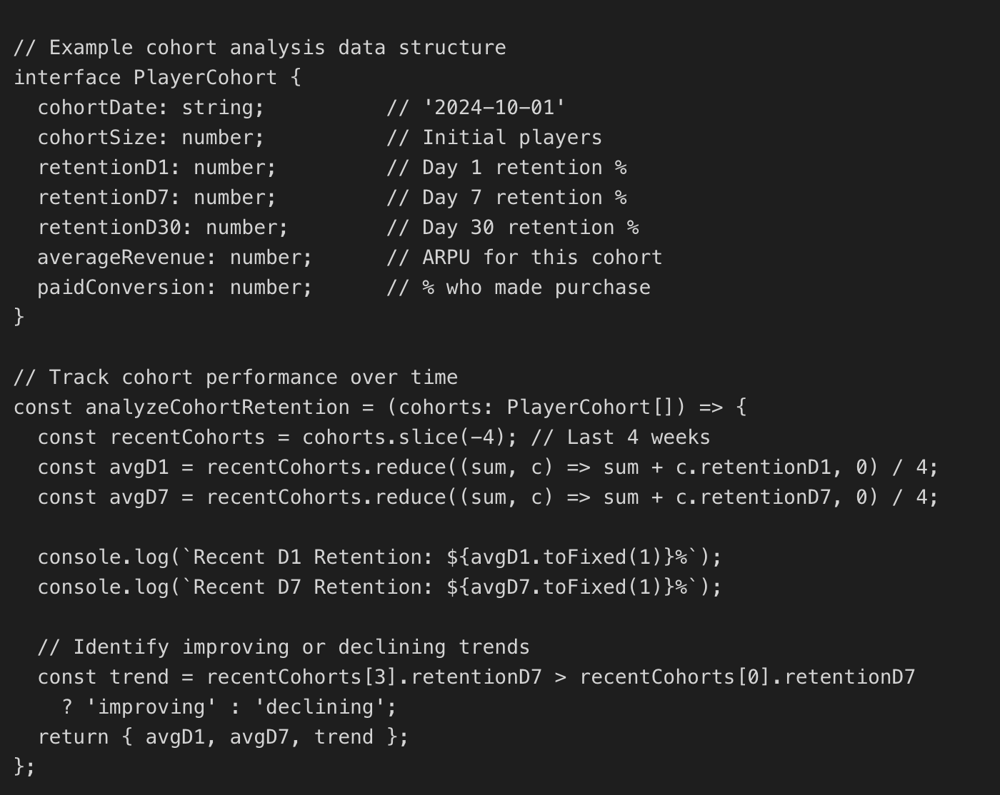 // Example cohort analysis data structure
interface PlayerCohort {
  cohortDate: string;          // '2024-10-01'
  cohortSize: number;          // Initial players
  retentionD1: number;         // Day 1 retention %
  retentionD7: number;         // Day 7 retention %
  retentionD30: number;        // Day 30 retention %
  averageRevenue: number;      // ARPU for this cohort
  paidConversion: number;      // % who made purchase
}

// Track cohort performance over time
const analyzeCohortRetention = (cohorts: PlayerCohort[]) => {
  const recentCohorts = cohorts.slice(-4); // Last 4 weeks
  const avgD1 = recentCohorts.reduce((sum, c) => sum + c.retentionD1, 0) / 4;
  const avgD7 = recentCohorts.reduce((sum, c) => sum + c.retentionD7, 0) / 4;

  console.log(`Recent D1 Retention: ${avgD1.toFixed(1)}%`);
  console.log(`Recent D7 Retention: ${avgD7.toFixed(1)}%`);

  // Identify improving or declining trends
  const trend = recentCohorts[3].retentionD7 > recentCohorts[0].retentionD7
    ? 'improving' : 'declining';
  return { avgD1, avgD7, trend };
};